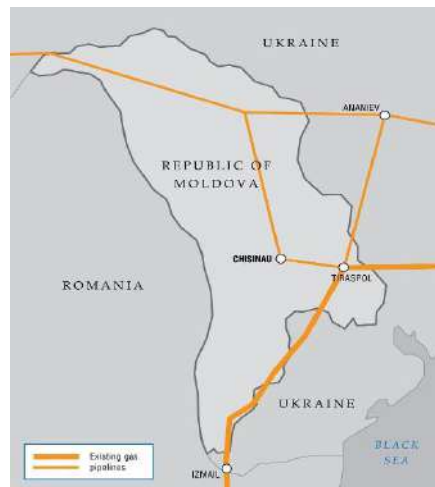 UKRAINE
ANANIEV
REPUBLIC OF
MOLDOVA
CHISINAU
TIRASPOL
ROMANIA
UKRAINE
BLACK
SEA
Existing gas
pipelines
IZMAIL